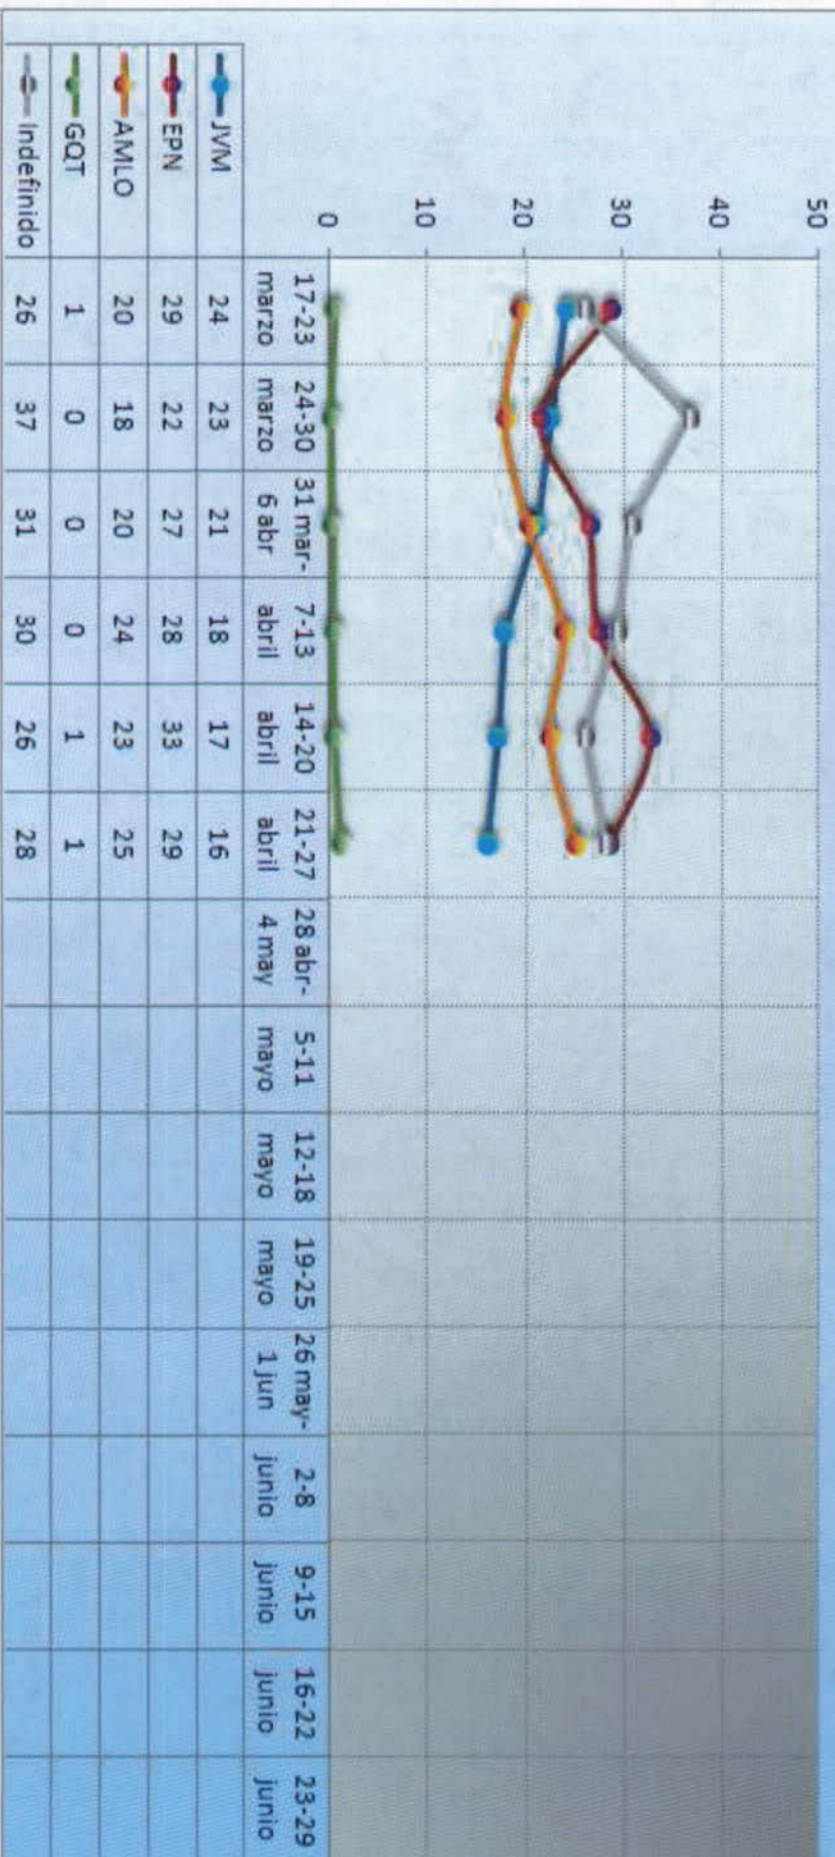 50
40
30
20
10
0
17-23 marzo 24-30 marzo 31 mar-6 abr 7-13 abril 14-20 abril 21-27 abril 28 abr-4 may 5-11 mayo 12-18 mayo 19-25 mayo 26 may-1 jun 2-8 junio 9-15 junio 16-22 junio 23-29 junio
JVM 24 23 21 18 17 16
EPN 29 22 27 28 33 29
AMLO 20 18 20 24 23 25
GQT 1 0 0 0 1 1
Indefinido 26 37 31 30 26 28